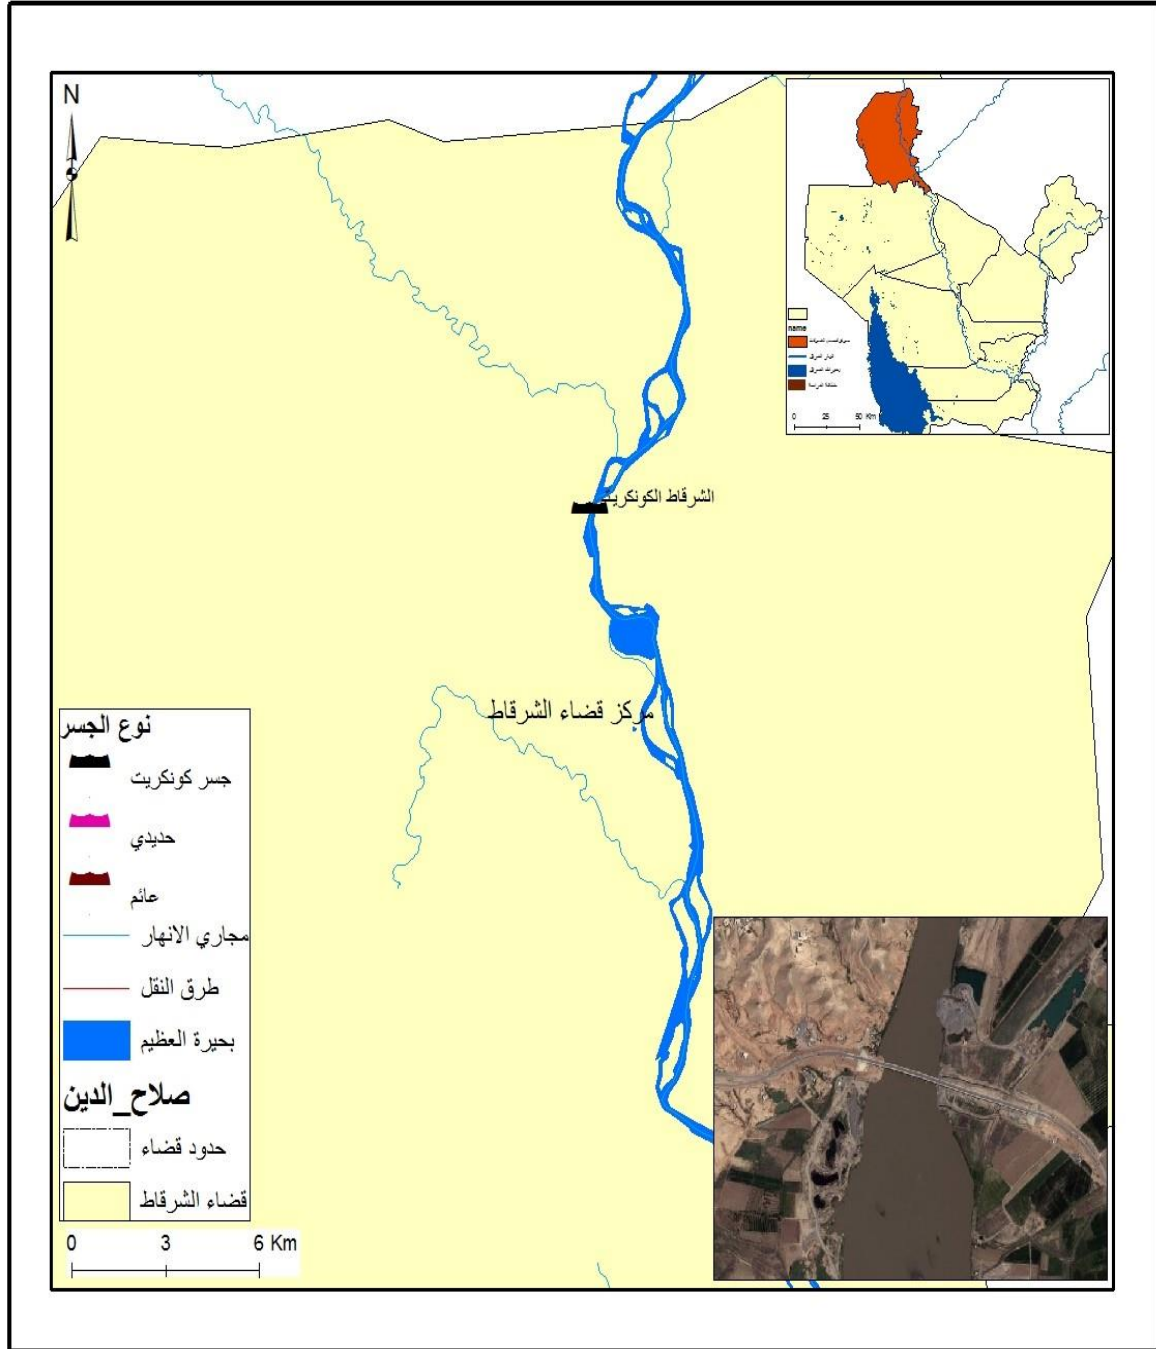 N
name
0 25 50 Km
الشرقاط الكونكريت
مركز قضاء الشرقاط
نوع الجسر
جسر كونكريت
حديدي
عائم
مجاري الانهار
طرق النقل
بحيرة العظيم
صلاح_الدين
حدود قضاء
قضاء الشرقاط
0 3 6 Km